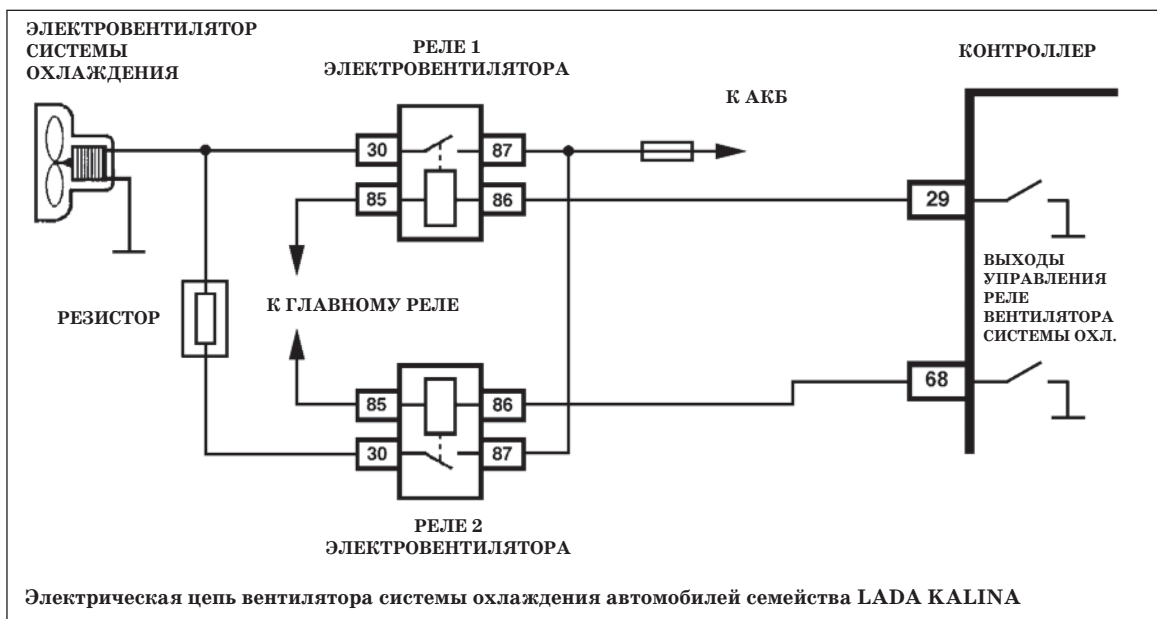 ЭЛЕКТРОВЕНТИЛЯТОР
СИСТЕМЫ
ОХЛАЖДЕНИЯ
РЕЛЕ 1
ЭЛЕКТРОВЕНТИЛЯТОРА
КОНТРОЛЛЕР
К АКБ
30
87
85
86
29
ВЫХОДЫ
УПРАВЛЕНИЯ
РЕЛЕ
ВЕНТИЛЯТОРА
СИСТЕМЫ ОХЛ.
РЕЗИСТОР
К ГЛАВНОМУ РЕЛЕ
85
86
68
30
87
РЕЛЕ 2
ЭЛЕКТРОВЕНТИЛЯТОРА
Электрическая цепь вентилятора системы охлаждения автомобилей семейства LADA KALINA